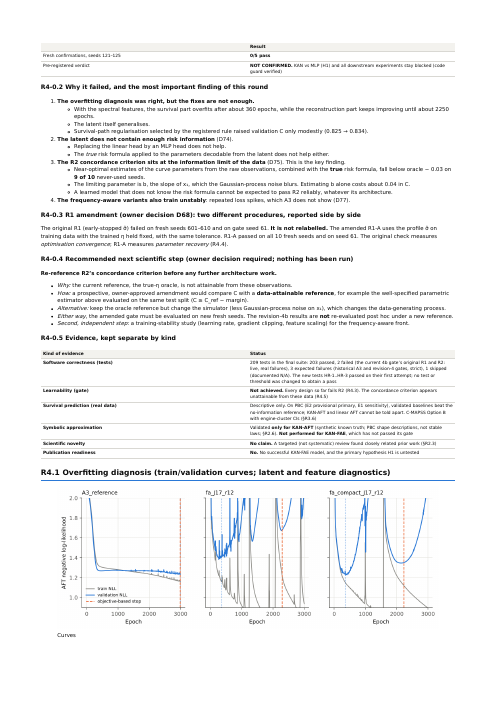 Result
Fresh confirmations, seeds 121-125 0/5 pass
Pre-registered verdict NOT CONFIRMED. KAN vs MLP (H1) and all downstream experiments stay blocked (code
guard verified)
R4-0.2 Why it failed, and the most important finding of this round
1. The overfitting diagnosis was right, but the fixes are not enough.
With the spectral features, the survival part overfits after about 360 epochs, while the reconstruction part keeps improving until about 2250
epochs.
The latent itself generalises.
Survival-path regularisation selected by the registered rule raised validation C only modestly (0.825 → 0.834).
2. The latent does not contain enough risk information (D74).
Replacing the linear head by an MLP head does not help.
The true risk formula applied to the parameters decodable from the latent does not help either.
3. The R2 concordance criterion sits at the information limit of the data (D75). This is the key finding.
Near-optimal estimates of the curve parameters from the raw observations, combined with the true risk formula, fall below oracle − 0.03 on
9 of 10 never-used seeds.
The limiting parameter is b, the slope of x₁, which the Gaussian-process noise blurs. Estimating b alone costs about 0.04 in C.
A learned model that does not know the risk formula cannot be expected to pass R2 reliably, whatever its architecture.
4. The frequency-aware variants also train unstably: repeated loss spikes, which A3 does not show (D77).
R4-0.3 R1 amendment (owner decision D68): two different procedures, reported side by side
The original R1 (early-stopped ϑ) failed on fresh seeds 601-610 and on gate seed 61. It is not relabelled. The amended R1-A uses the profile ϑ on
training data with the trained η held fixed, with the same tolerance. R1-A passed on all 10 fresh seeds and on seed 61. The original check measures
optimisation convergence; R1-A measures parameter recovery (R4.4).
R4-0.4 Recommended next scientific step (owner decision required; nothing has been run)
Re-reference R2's concordance criterion before any further architecture work.
Why: the current reference, the true-η oracle, is not attainable from these observations.
How: a prospective, owner-approved amendment would compare C with a data-attainable reference, for example the well-specified parametric
estimator above evaluated on the same test split (C ≥ C_ref − margin).
Alternative: keep the oracle reference but change the simulator (less Gaussian-process noise on x₁), which changes the data-generating process.
Either way, the amended gate must be evaluated on new fresh seeds. The revision-4b results are not re-evaluated post hoc under a new reference.
Second, independent step: a training-stability study (learning rate, gradient clipping, feature scaling) for the frequency-aware front.
R4-0.5 Evidence, kept separate by kind
Kind of evidence Status
Software correctness (tests) 209 tests in the final suite: 203 passed, 2 failed (the current 4b gate's original R1 and R2:
live, real failures), 3 expected failures (historical A3 and revision-4 gates, strict), 1 skipped
(documented N/A). The new tests HR-1..HR-3 passed on their first attempt; no test or
threshold was changed to obtain a pass
Learnability (gate) Not achieved. Every design so far fails R2 (R4.3). The concordance criterion appears
unattainable from these data (R4.5)
Survival prediction (real data) Descriptive only. On PBC (E2 provisional primary, E1 sensitivity), validated baselines beat the
no-information reference, KAN-AFT and linear AFT cannot be told apart. C-MAPSS Option B
with engine-cluster CIs (§R3.6)
Symbolic approximation Validated only for KAN-AFT (synthetic known truth; PBC shape descriptions, not stable
laws; §R2.6). Not performed for KAN-FAE, which has not passed its gate
Scientific novelty No claim. A targeted (not systematic) review found closely related prior work (§R2.3)
Publication readiness No. No successful KAN-FAE model, and the primary hypothesis H1 is untested
R4.1 Overfitting diagnosis (train/validation curves; latent and feature diagnostics)
A3_reference fa_J17_r12 fa_compact_J17_r12
2.0 2.0
1.8 1.8
1.6 1.6
1.4 1.4
1.2 1.2
1.0 1.0
AFT negative log-likelihood
train NLL
validation NLL
objective-based stop
0 1000 2000 3000 0 1000 2000 3000 0 1000 2000 3000
Epoch Epoch Epoch
Curves